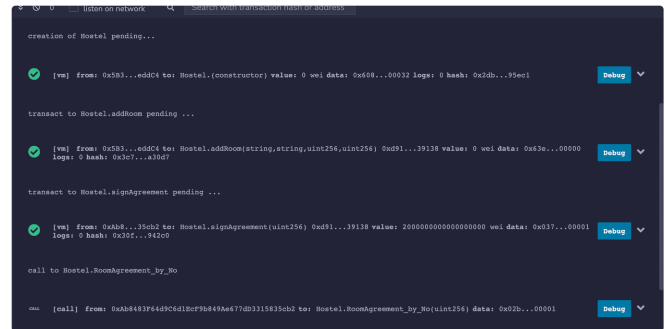 0
listen on network
Search with transaction hash or address
creation of Hostel pending...
[vm] from: 0x5B3...eddC4 to: Hostel.(constructor) value: 0 wei data: 0x608...00032 logs: 0 hash: 0x2db...95ec1
Debug
transact to Hostel.addRoom pending ...
[vm] from: 0x5B3...eddC4 to: Hostel.addRoom(string,string,uint256,uint256) 0xd91...39138 value: 0 wei data: 0x63e...00000
logs: 0 hash: 0x3c7...a30d7
Debug
transact to Hostel.signAgreement pending ...
[vm] from: 0xAb8...35cb2 to: Hostel.signAgreement(uint256) 0xd91...39138 value: 2000000000000000000 wei data: 0x037...00001
logs: 0 hash: 0x30f...942c0
Debug
call to Hostel.RoomAgreement_by_No
CALL
[call] from: 0xAb8483F64d9C6d1EcF9b849Ae677dD3315835cb2 to: Hostel.RoomAgreement_by_No(uint256) data: 0x02b...00001
Debug